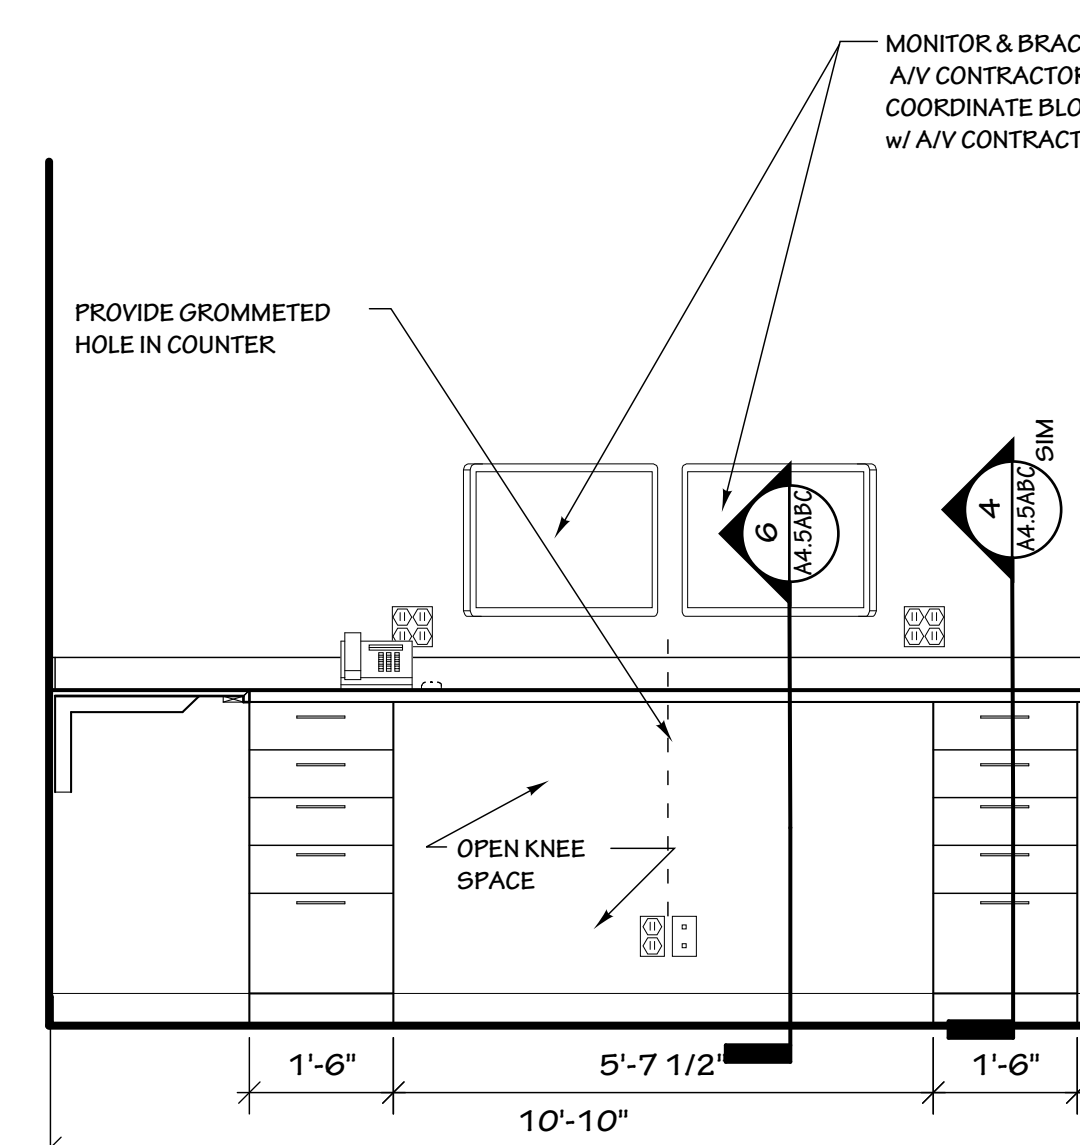 MONITOR & BRAC
A/V CONTRACTOR
COORDINATE BLO
w/ A/V CONTRACT
PROVIDE GROMMETED
HOLE IN COUNTER
SIM
6
A4.5ABC
4
A4.5ABC
OPEN KNEE
SPACE
1'-6"
5'-7 1/2"
1'-6"
10'-10"